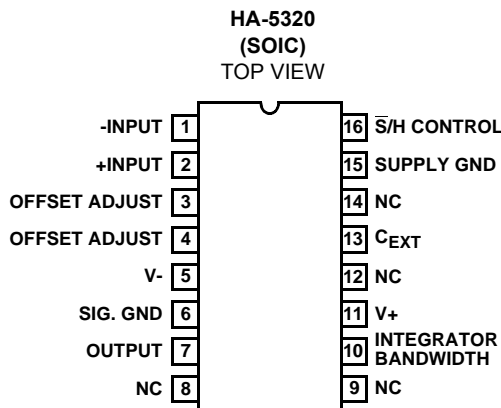 HA-5320
(SOIC)
TOP VIEW
-INPUT 1
+INPUT 2
OFFSET ADJUST 3
OFFSET ADJUST 4
V- 5
SIG. GND 6
OUTPUT 7
NC 8
16 S̅/H CONTROL
15 SUPPLY GND
14 NC
13 CEXT
12 NC
11 V+
10 INTEGRATOR
BANDWIDTH
9 NC